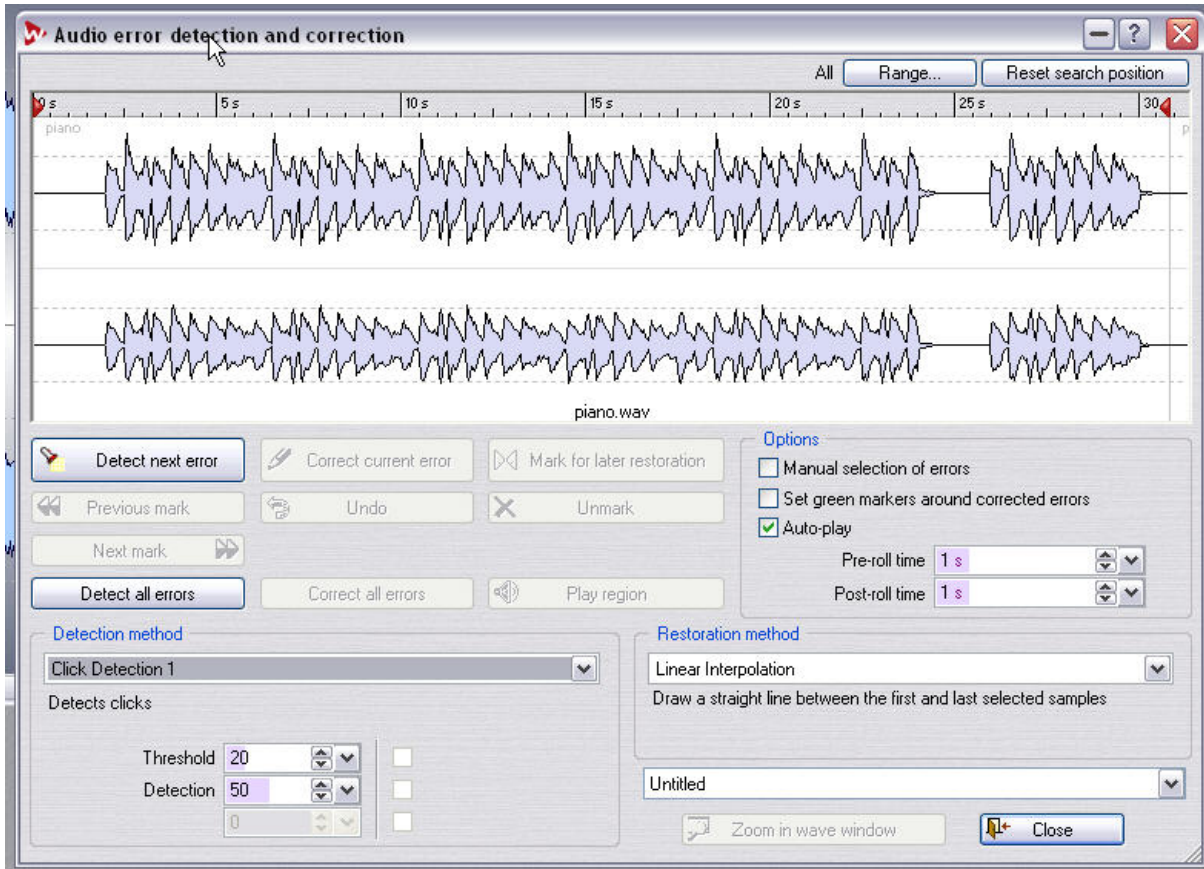 Audio error detection and correction
All Range... Reset search position
0 s 5 s 10 s 15 s 20 s 25 s 30
piano p
piano.wav
Detect next error Correct current error Mark for later restoration
Previous mark Undo Unmark
Next mark
Detect all errors Correct all errors Play region
Options
Manual selection of errors
Set green markers around corrected errors
Auto-play
Pre-roll time 1 s
Post-roll time 1 s
Detection method
Click Detection 1
Detects clicks
Threshold 20
Detection 50
0
Restoration method
Linear Interpolation
Draw a straight line between the first and last selected samples
Untitled
Zoom in wave window Close